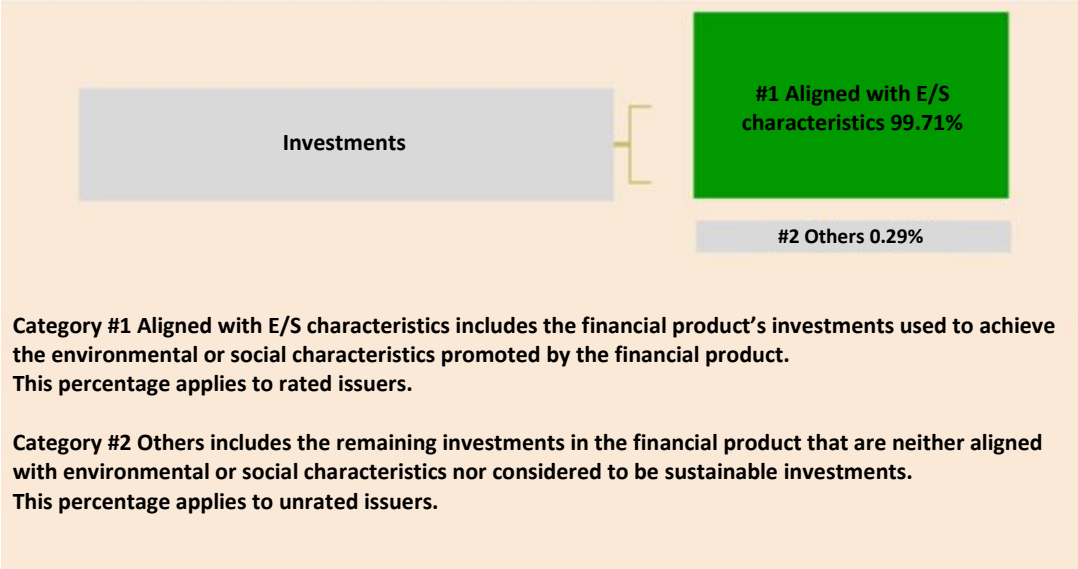 Investments
#1 Aligned with E/S
characteristics 99.71%
#2 Others 0.29%
Category #1 Aligned with E/S characteristics includes the financial product’s investments used to achieve
the environmental or social characteristics promoted by the financial product.
This percentage applies to rated issuers.
Category #2 Others includes the remaining investments in the financial product that are neither aligned
with environmental or social characteristics nor considered to be sustainable investments.
This percentage applies to unrated issuers.